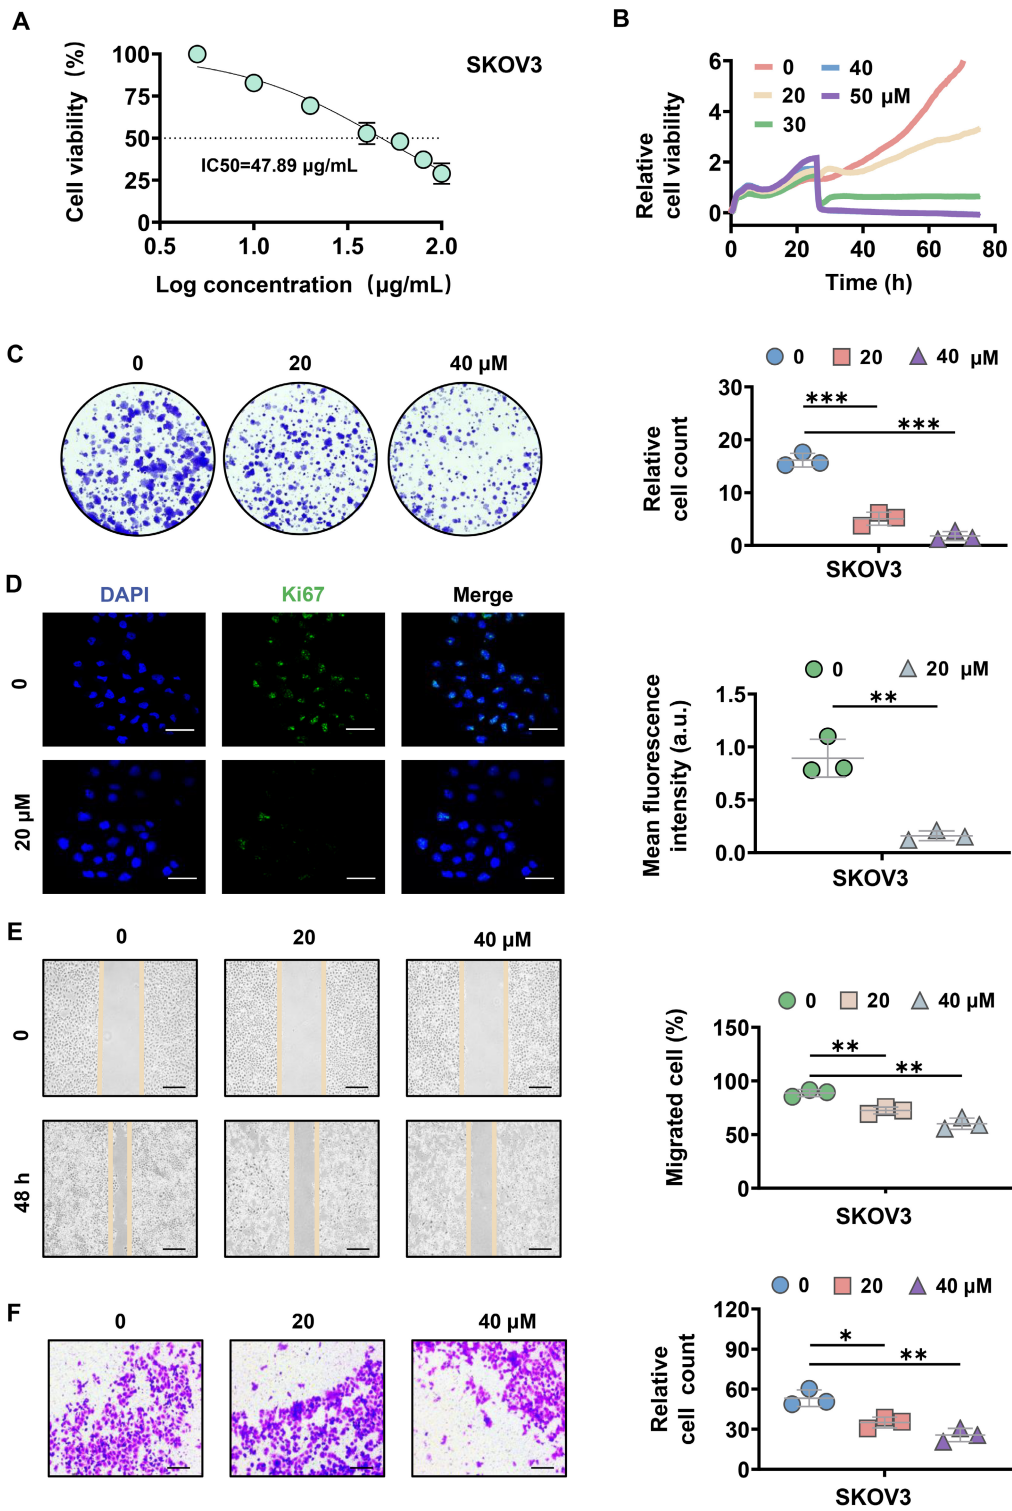 A
Cell viability (%)
100
75
50
25
0
SKOV3
IC50=47.89 μg/mL
0.5
1.0
1.5
2.0
Log concentration (μg/mL)
B
Relative
cell viability
6
4
2
0
0
20
30
40
50 μM
0
20
40
60
80
Time (h)
C
0
20
40 μM
0
20
40 μM
Relative
cell count
30
20
10
0
***
***
SKOV3
D
DAPI
Ki67
Merge
0
20 μM
0
20 μM
Mean fluorescence
intensity (a.u.)
1.5
1.0
0.5
0.0
**
SKOV3
E
0
20
40 μM
0
48 h
0
20
40 μM
Migrated cell (%)
150
100
50
0
**
**
SKOV3
F
0
20
40 μM
0
20
40 μM
Relative
cell count
120
90
60
30
0
*
**
SKOV3